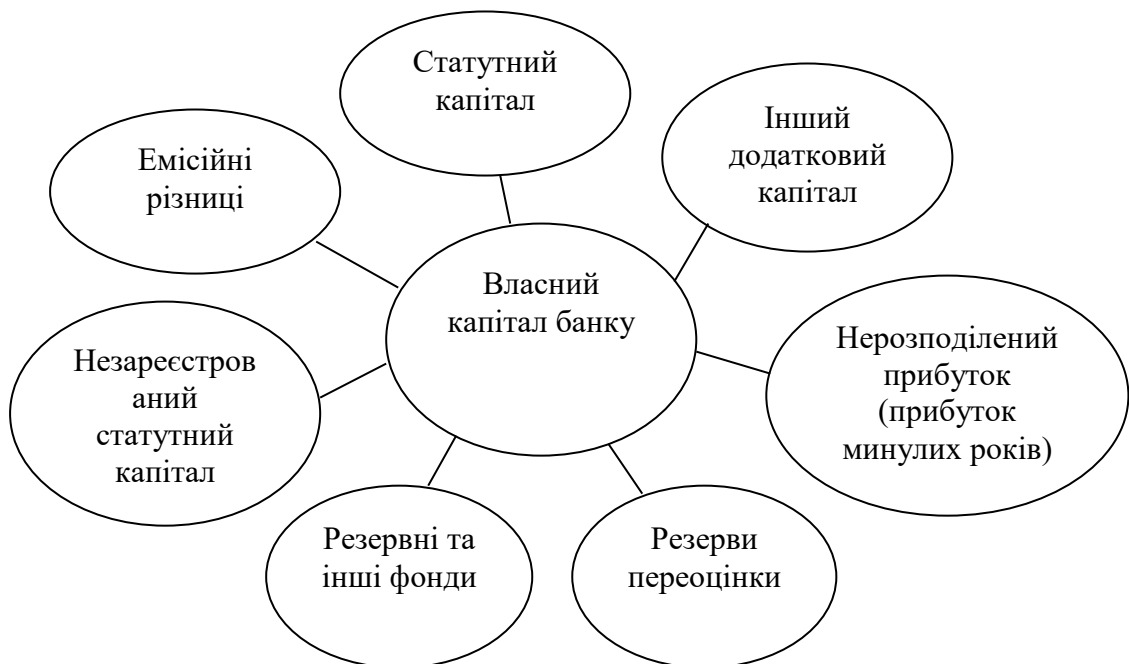 Статутний
капітал
Інший
додатковий
капітал
Емісійні
різниці
Власний
капітал банку
Нерозподілений
прибуток
(прибуток
минулих років)
Незареєстров
аний
статутний
капітал
Резервні та
інші фонди
Резерви
переоцінки